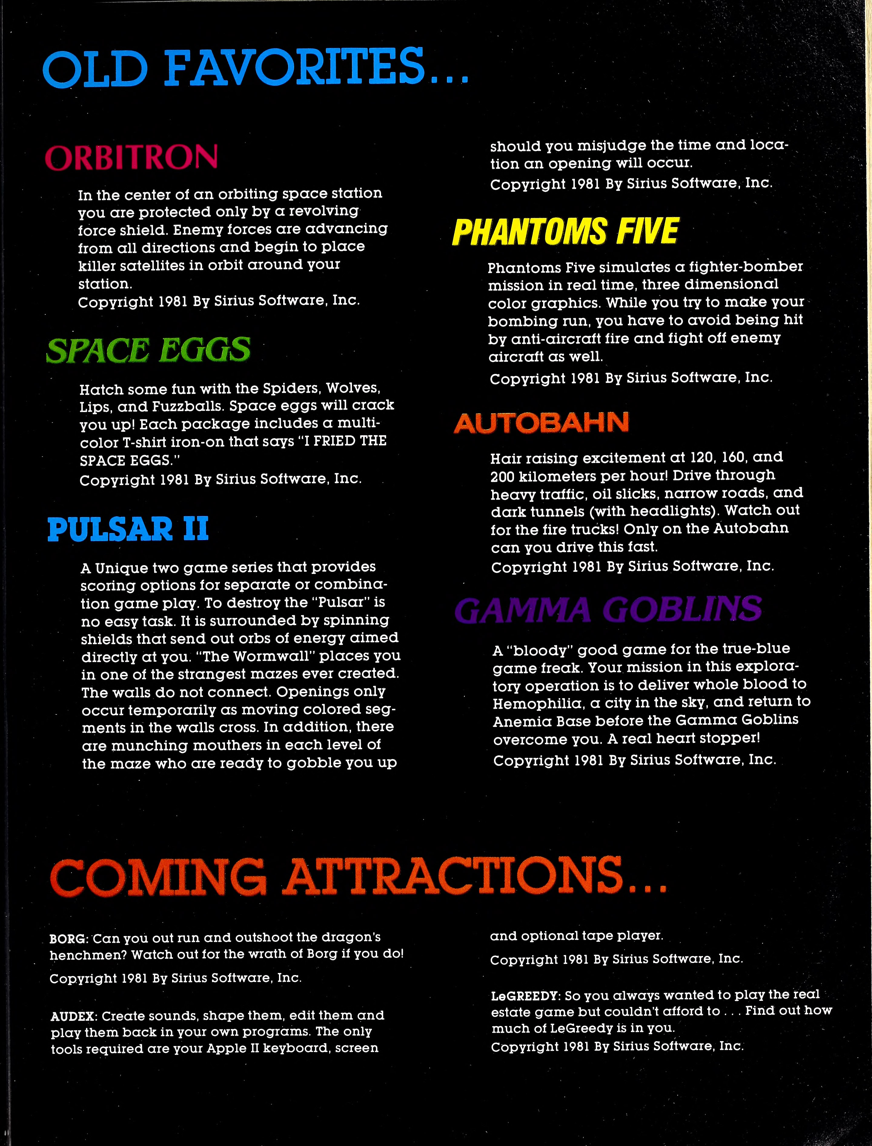 OLD FAVORITES...
ORBITRON
In the center of an orbiting space station
you are protected only by a revolving
force shield. Enemy forces are advancing
from all directions and begin to place
killer satellites in orbit around your
station.
Copyright 1981 By Sirius Software, Inc.
SPACE EGGS
Hatch some fun with the Spiders, Wolves,
Lips, and Fuzzballs. Space eggs will crack
you up! Each package includes a multi-
color T-shirt iron-on that says "I FRIED THE
SPACE EGGS."
Copyright 1981 By Sirius Software, Inc.
PULSAR II
A Unique two game series that provides
scoring options for separate or combina-
tion game play. To destroy the "Pulsar" is
no easy task. It is surrounded by spinning
shields that send out orbs of energy aimed
directly at you. "The Wormwall" places you
in one of the strangest mazes ever created.
The walls do not connect. Openings only
occur temporarily as moving colored seg-
ments in the walls cross. In addition, there
are munching mouthers in each level of
the maze who are ready to gobble you up
should you misjudge the time and loca-
tion an opening will occur.
Copyright 1981 By Sirius Software, Inc.
PHANTOMS FIVE
Phantoms Five simulates a fighter-bomber
mission in real time, three dimensional
color graphics. While you try to make your
bombing run, you have to avoid being hit
by anti-aircraft fire and fight off enemy
aircraft as well.
Copyright 1981 By Sirius Software, Inc.
AUTOBAHN
Hair raising excitement at 120, 160, and
200 kilometers per hour! Drive through
heavy traffic, oil slicks, narrow roads, and
dark tunnels (with headlights). Watch out
for the fire trucks! Only on the Autobahn
can you drive this fast.
Copyright 1981 By Sirius Software, Inc.
GAMMA GOBLINS
A "bloody" good game for the true-blue
game freak. Your mission in this explora-
tory operation is to deliver whole blood to
Hemophilia, a city in the sky, and return to
Anemia Base before the Gamma Goblins
overcome you. A real heart stopper!
Copyright 1981 By Sirius Software, Inc.
COMING ATTRACTIONS...
BORG: Can you out run and outshoot the dragon's
henchmen? Watch out for the wrath of Borg if you do!
Copyright 1981 By Sirius Software, Inc.
AUDEX: Create sounds, shape them, edit them and
play them back in your own programs. The only
tools required are your Apple II keyboard, screen
and optional tape player.
Copyright 1981 By Sirius Software, Inc.
LeGREEDY: So you always wanted to play the real
estate game but couldn't afford to . . . Find out how
much of LeGreedy is in you.
Copyright 1981 By Sirius Software, Inc.